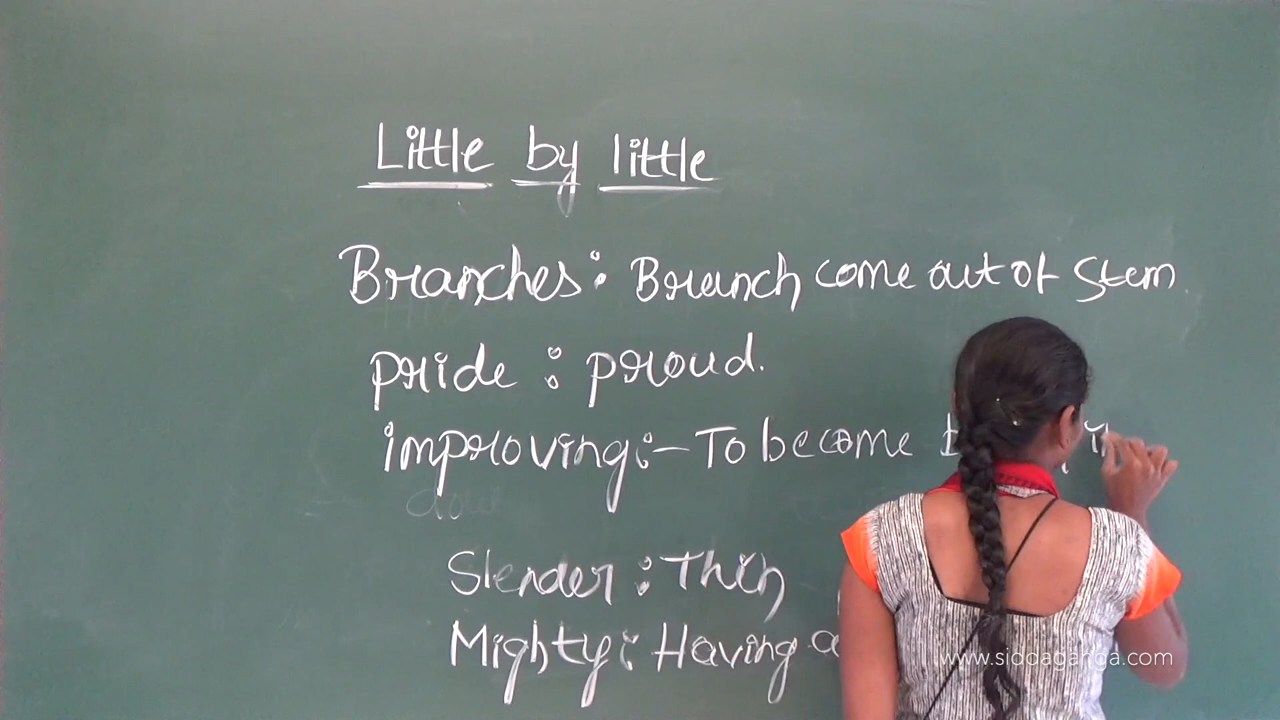 Little by little
Branches: Branch come out of stem
pride : proud.
improving:- To become
Slender : Thin
Mighty: Having a
www.siddaganga.com